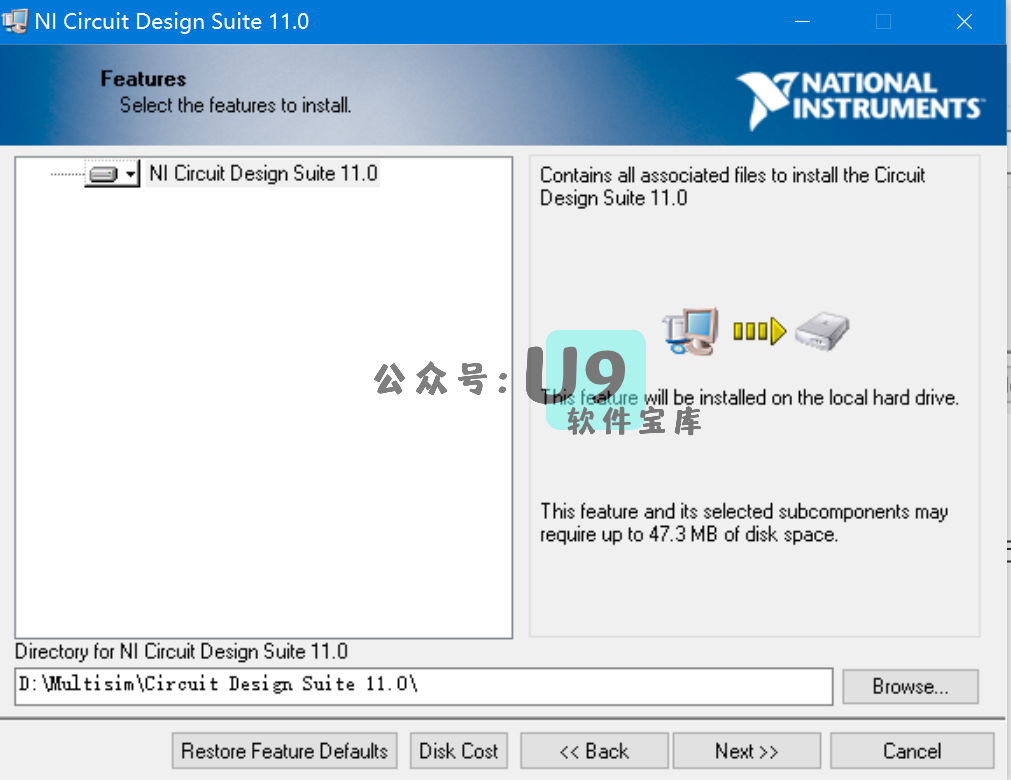 NI Circuit Design Suite 11.0
Features
Select the features to install.
NATIONAL
INSTRUMENTS
NI Circuit Design Suite 11.0
Contains all associated files to install the Circuit
Design Suite 11.0
公众号:U9
软件宝库
This feature will be installed on the local hard drive.
This feature and its selected subcomponents may
require up to 47.3 MB of disk space.
Directory for NI Circuit Design Suite 11.0
D:\Multisim\Circuit Design Suite 11.0\
Browse...
Restore Feature Defaults
Disk Cost
<< Back
Next >>
Cancel